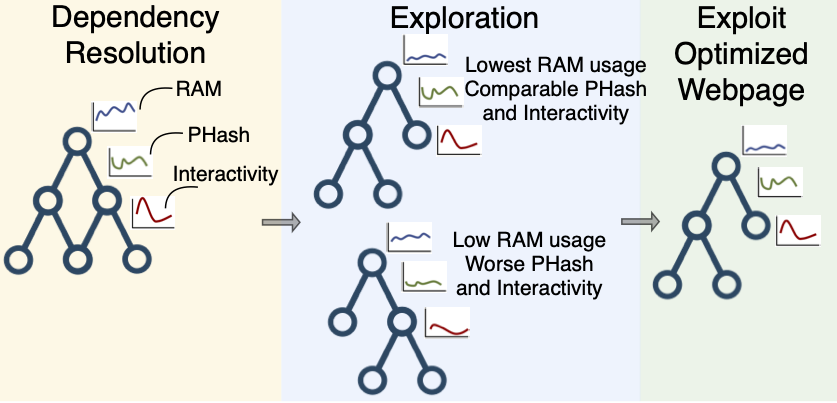 Dependency
Resolution
RAM
PHash
Interactivity
Exploration
Lowest RAM usage
Comparable PHash
and Interactivity
Low RAM usage
Worse PHash
and Interactivity
Exploit
Optimized
Webpage